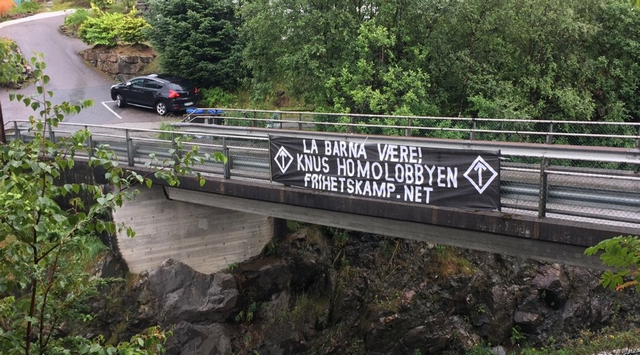 LA BARNA VÆRE;
KNUS HOMOLOBBYEN
FRIHETSKAMP.NET